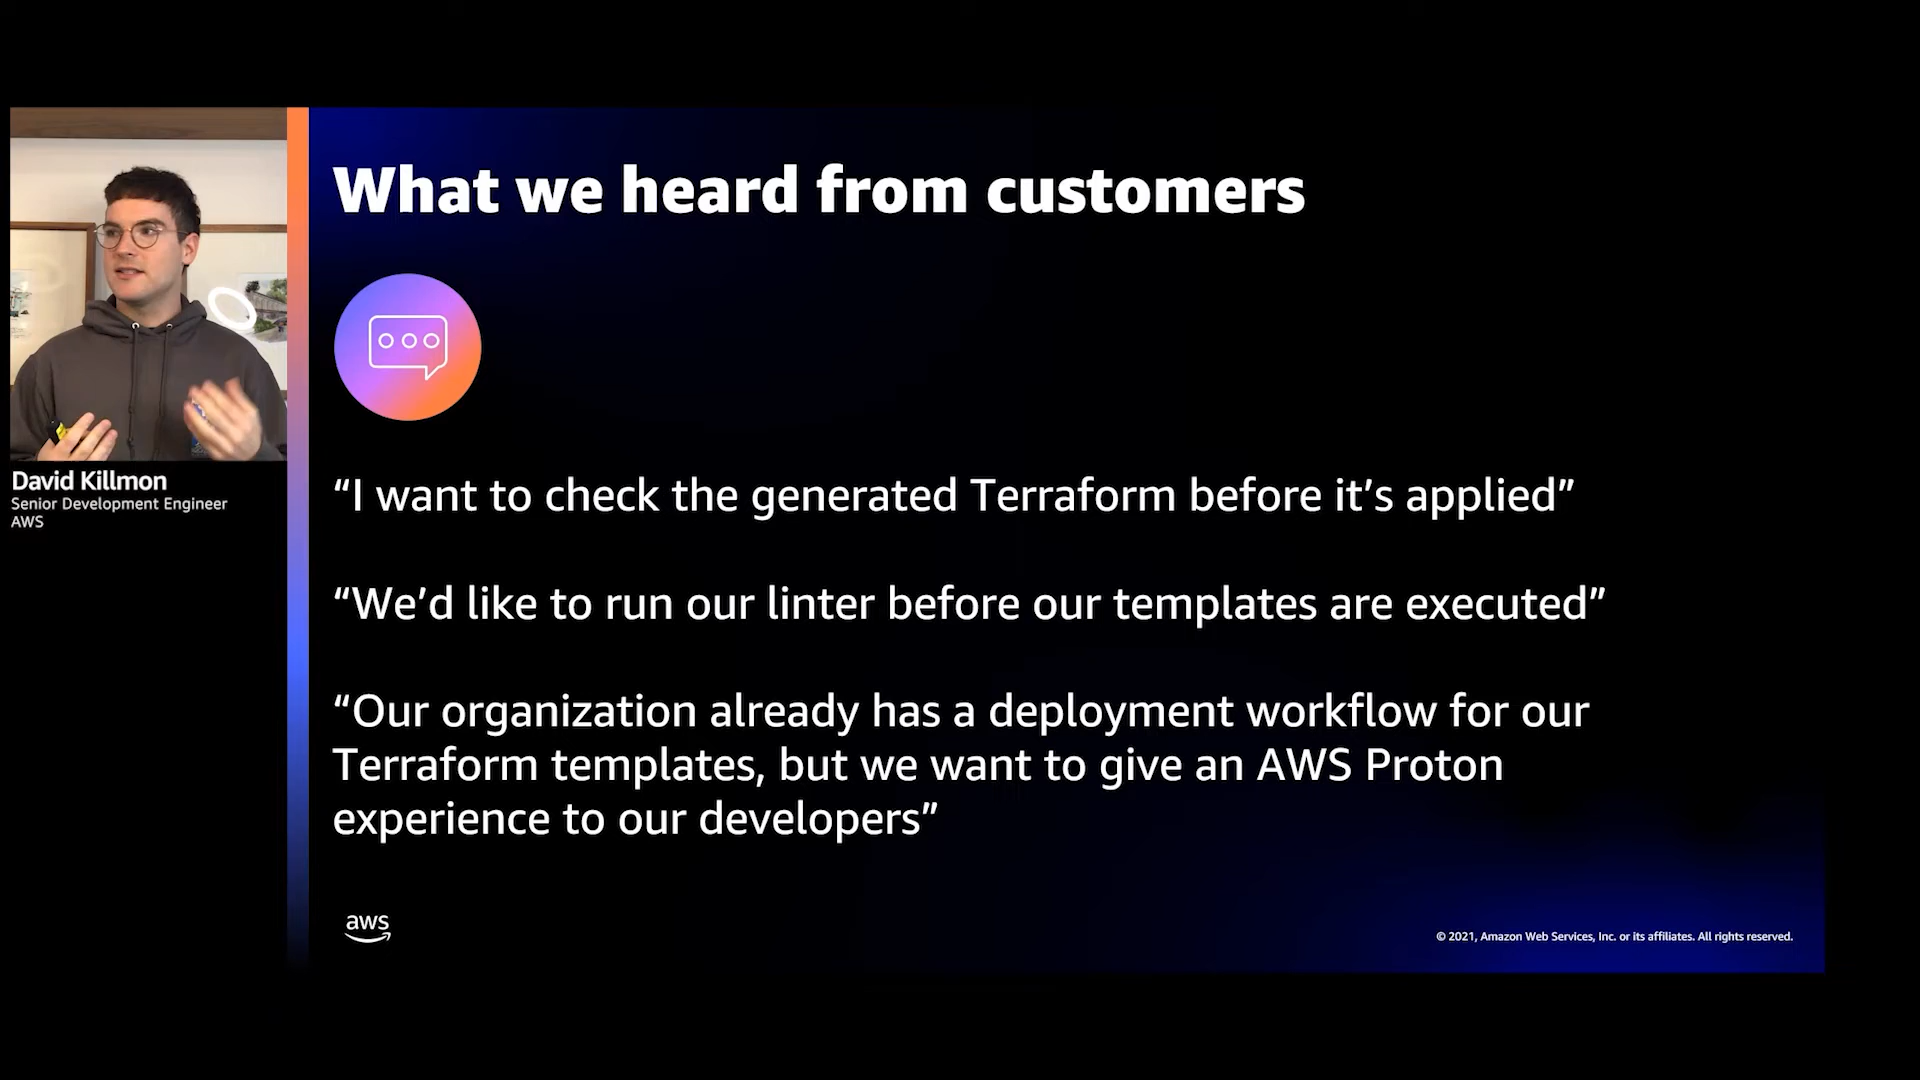 What we heard from customers
David Killmon
Senior Development Engineer
AWS
“I want to check the generated Terraform before it’s applied”
“We’d like to run our linter before our templates are executed”
“Our organization already has a deployment workflow for our
Terraform templates, but we want to give an AWS Proton
experience to our developers”
aws
© 2021, Amazon Web Services, Inc. or its affiliates. All rights reserved.